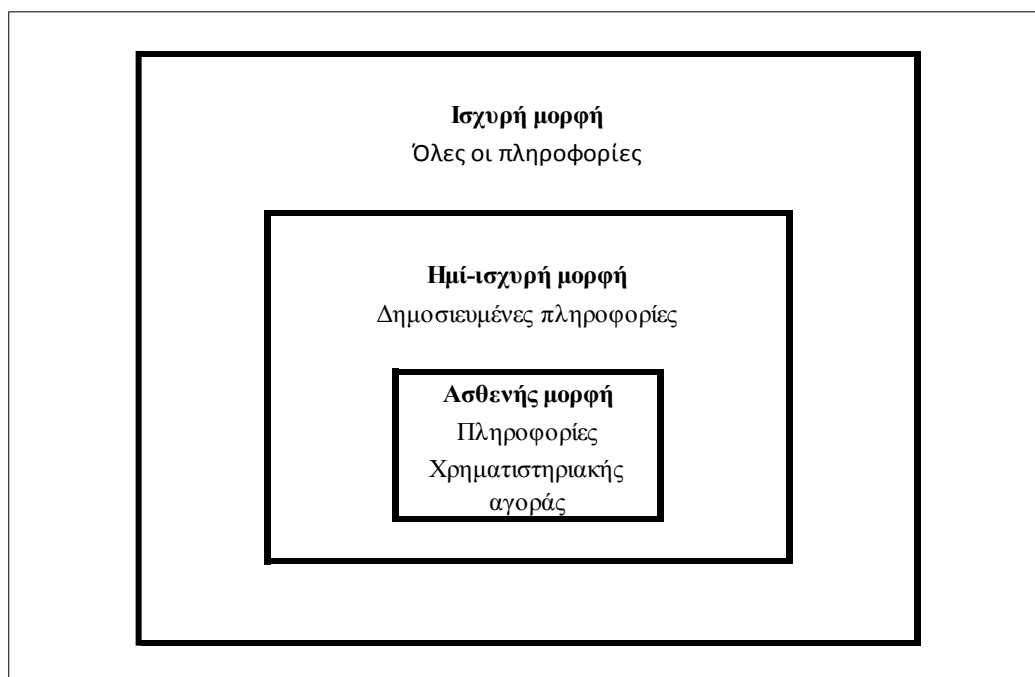 Ισχυρή μορφή
Όλες οι πληροφορίες
Ημί-ισχυρή μορφή
Δημοσιευμένες πληροφορίες
Ασθενής μορφή
Πληροφορίες
Χρηματιστηριακής
αγοράς